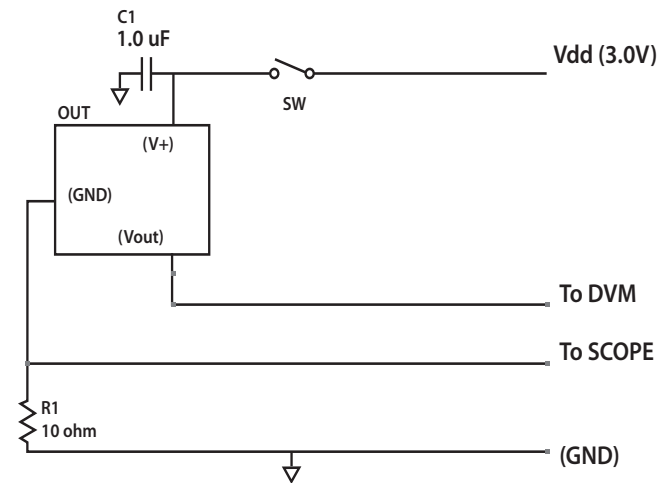 C1
1.0 uF
Vdd (3.0V)
SW
OUT
(V+)
(GND)
(Vout)
To DVM
To SCOPE
R1
10 ohm
(GND)